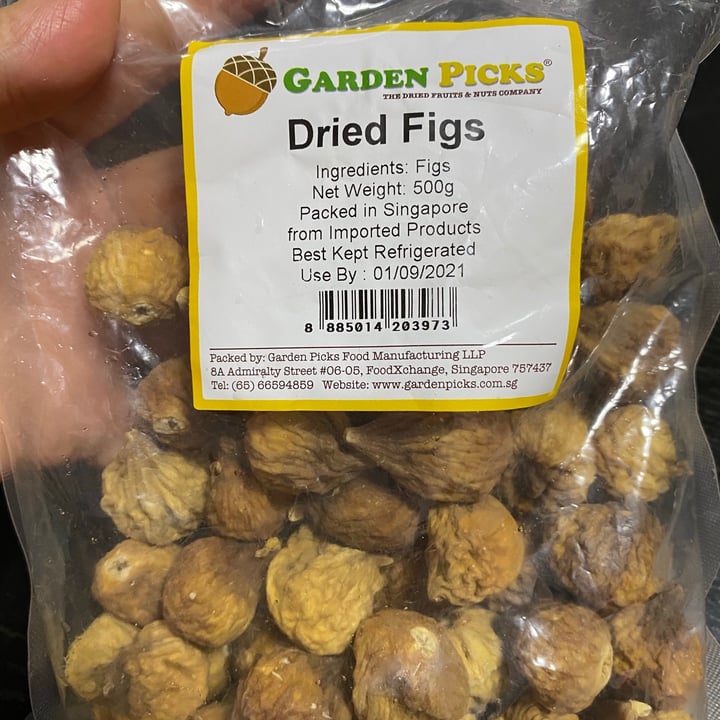 GARDEN PICKS®
THE DRIED FRUITS & NUTS COMPANY
Dried Figs
Ingredients: Figs
Net Weight: 500g
Packed in Singapore
from Imported Products
Best Kept Refrigerated
Use By : 01/09/2021
8 885014 203973
Packed by: Garden Picks Food Manufacturing LLP
8A Admiralty Street #06-05, FoodXchange, Singapore 757437
Tel: (65) 66594859 Website: www.gardenpicks.com.sg